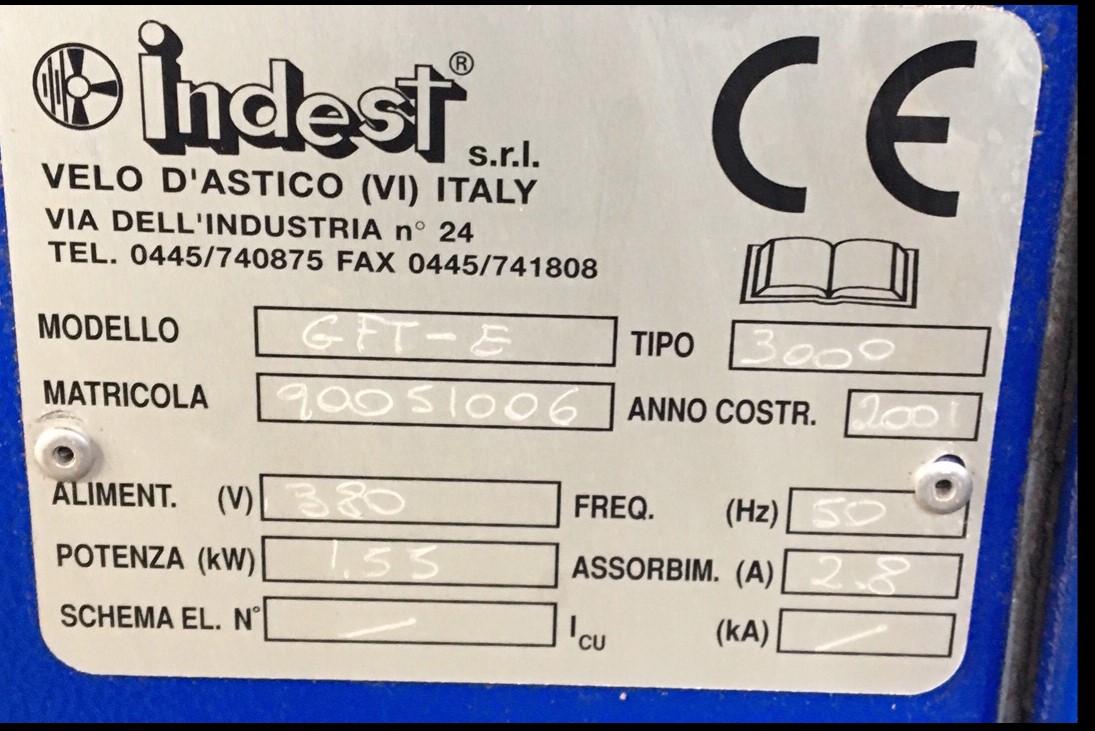 indest® s.r.l.
VELO D'ASTICO (VI) ITALY
VIA DELL'INDUSTRIA n° 24
TEL. 0445/740875 FAX 0445/741808
CE
MODELLO GFT-E TIPO 3000
MATRICOLA 90051006 ANNO COSTR. 2001
ALIMENT. (V) 380 FREQ. (Hz) 50
POTENZA (kW) 1.55 ASSORBIM. (A) 2.8
SCHEMA EL. N° / ICU (kA) /